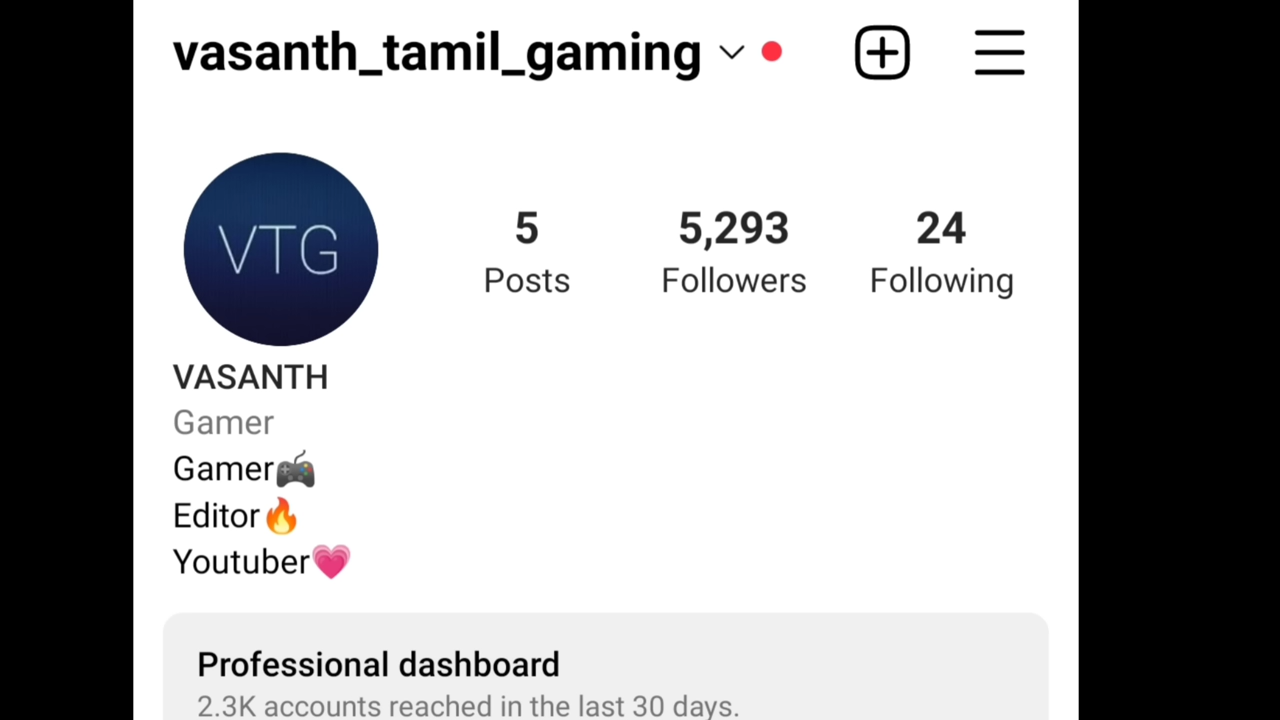 vasanth_tamil_gaming
VTG
5 5,293 24
Posts Followers Following
VASANTH
Gamer
Gamer🎮
Editor🔥
Youtuber💗
Professional dashboard
2.3K accounts reached in the last 30 days.